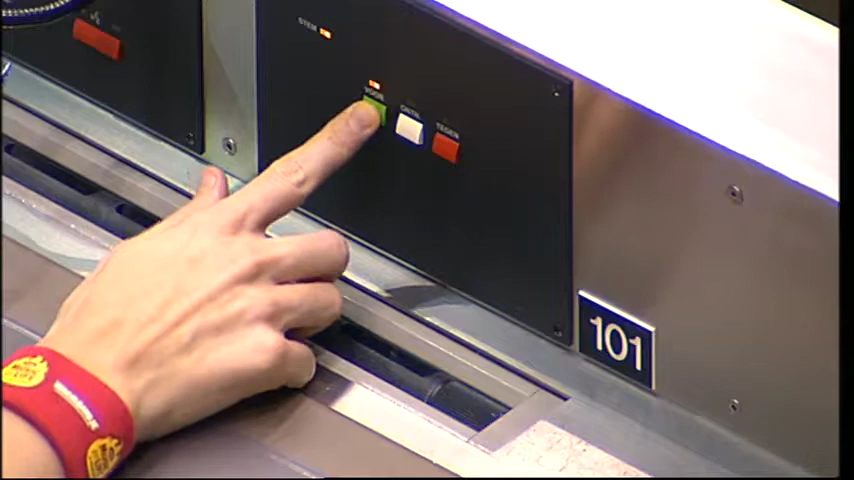 STEM
VOOR
ONTH.
TEGEN
101